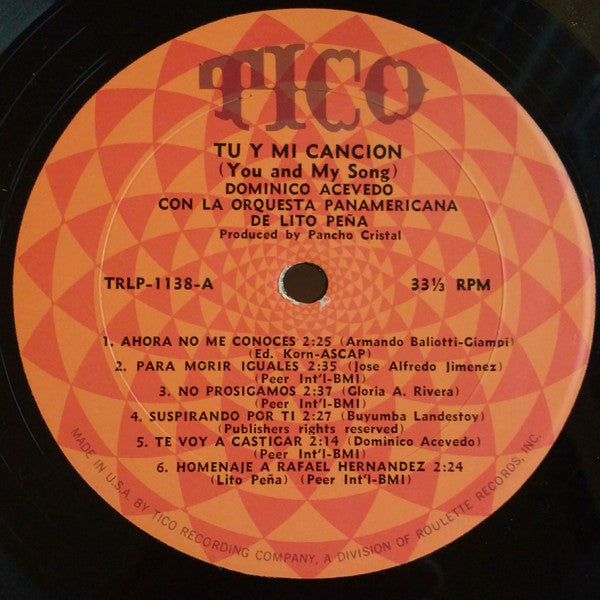 TICO
TU Y MI CANCION
(You and My Song)
DOMINICO ACEVEDO
CON LA ORQUESTA PANAMERICANA
DE LITO PEÑA
Produced by Pancho Cristal
TRLP-1138-A
33⅓ RPM
1. AHORA NO ME CONOCES 2:25 (Armando Baliotti-Giampi)
(Ed. Korn-ASCAP)
2. PARA MORIR IGUALES 2:35 (Jose Alfredo Jimenez)
(Peer Int'l-BMI)
3. NO PROSIGAMOS 2:37 (Gloria A. Rivera)
(Peer Int'l-BMI)
4. SUSPIRANDO POR TI 2:27 (Buyumba Landestoy)
(Publishers rights reserved)
5. TE VOY A CASTIGAR 2:14 (Dominico Acevedo)
(Peer Int'l-BMI)
6. HOMENAJE A RAFAEL HERNANDEZ 2:24
(Lito Peña) (Peer Int'l-BMI)
MADE IN U.S.A. BY TICO RECORDING COMPANY, A DIVISION OF ROULETTE RECORDS, INC.